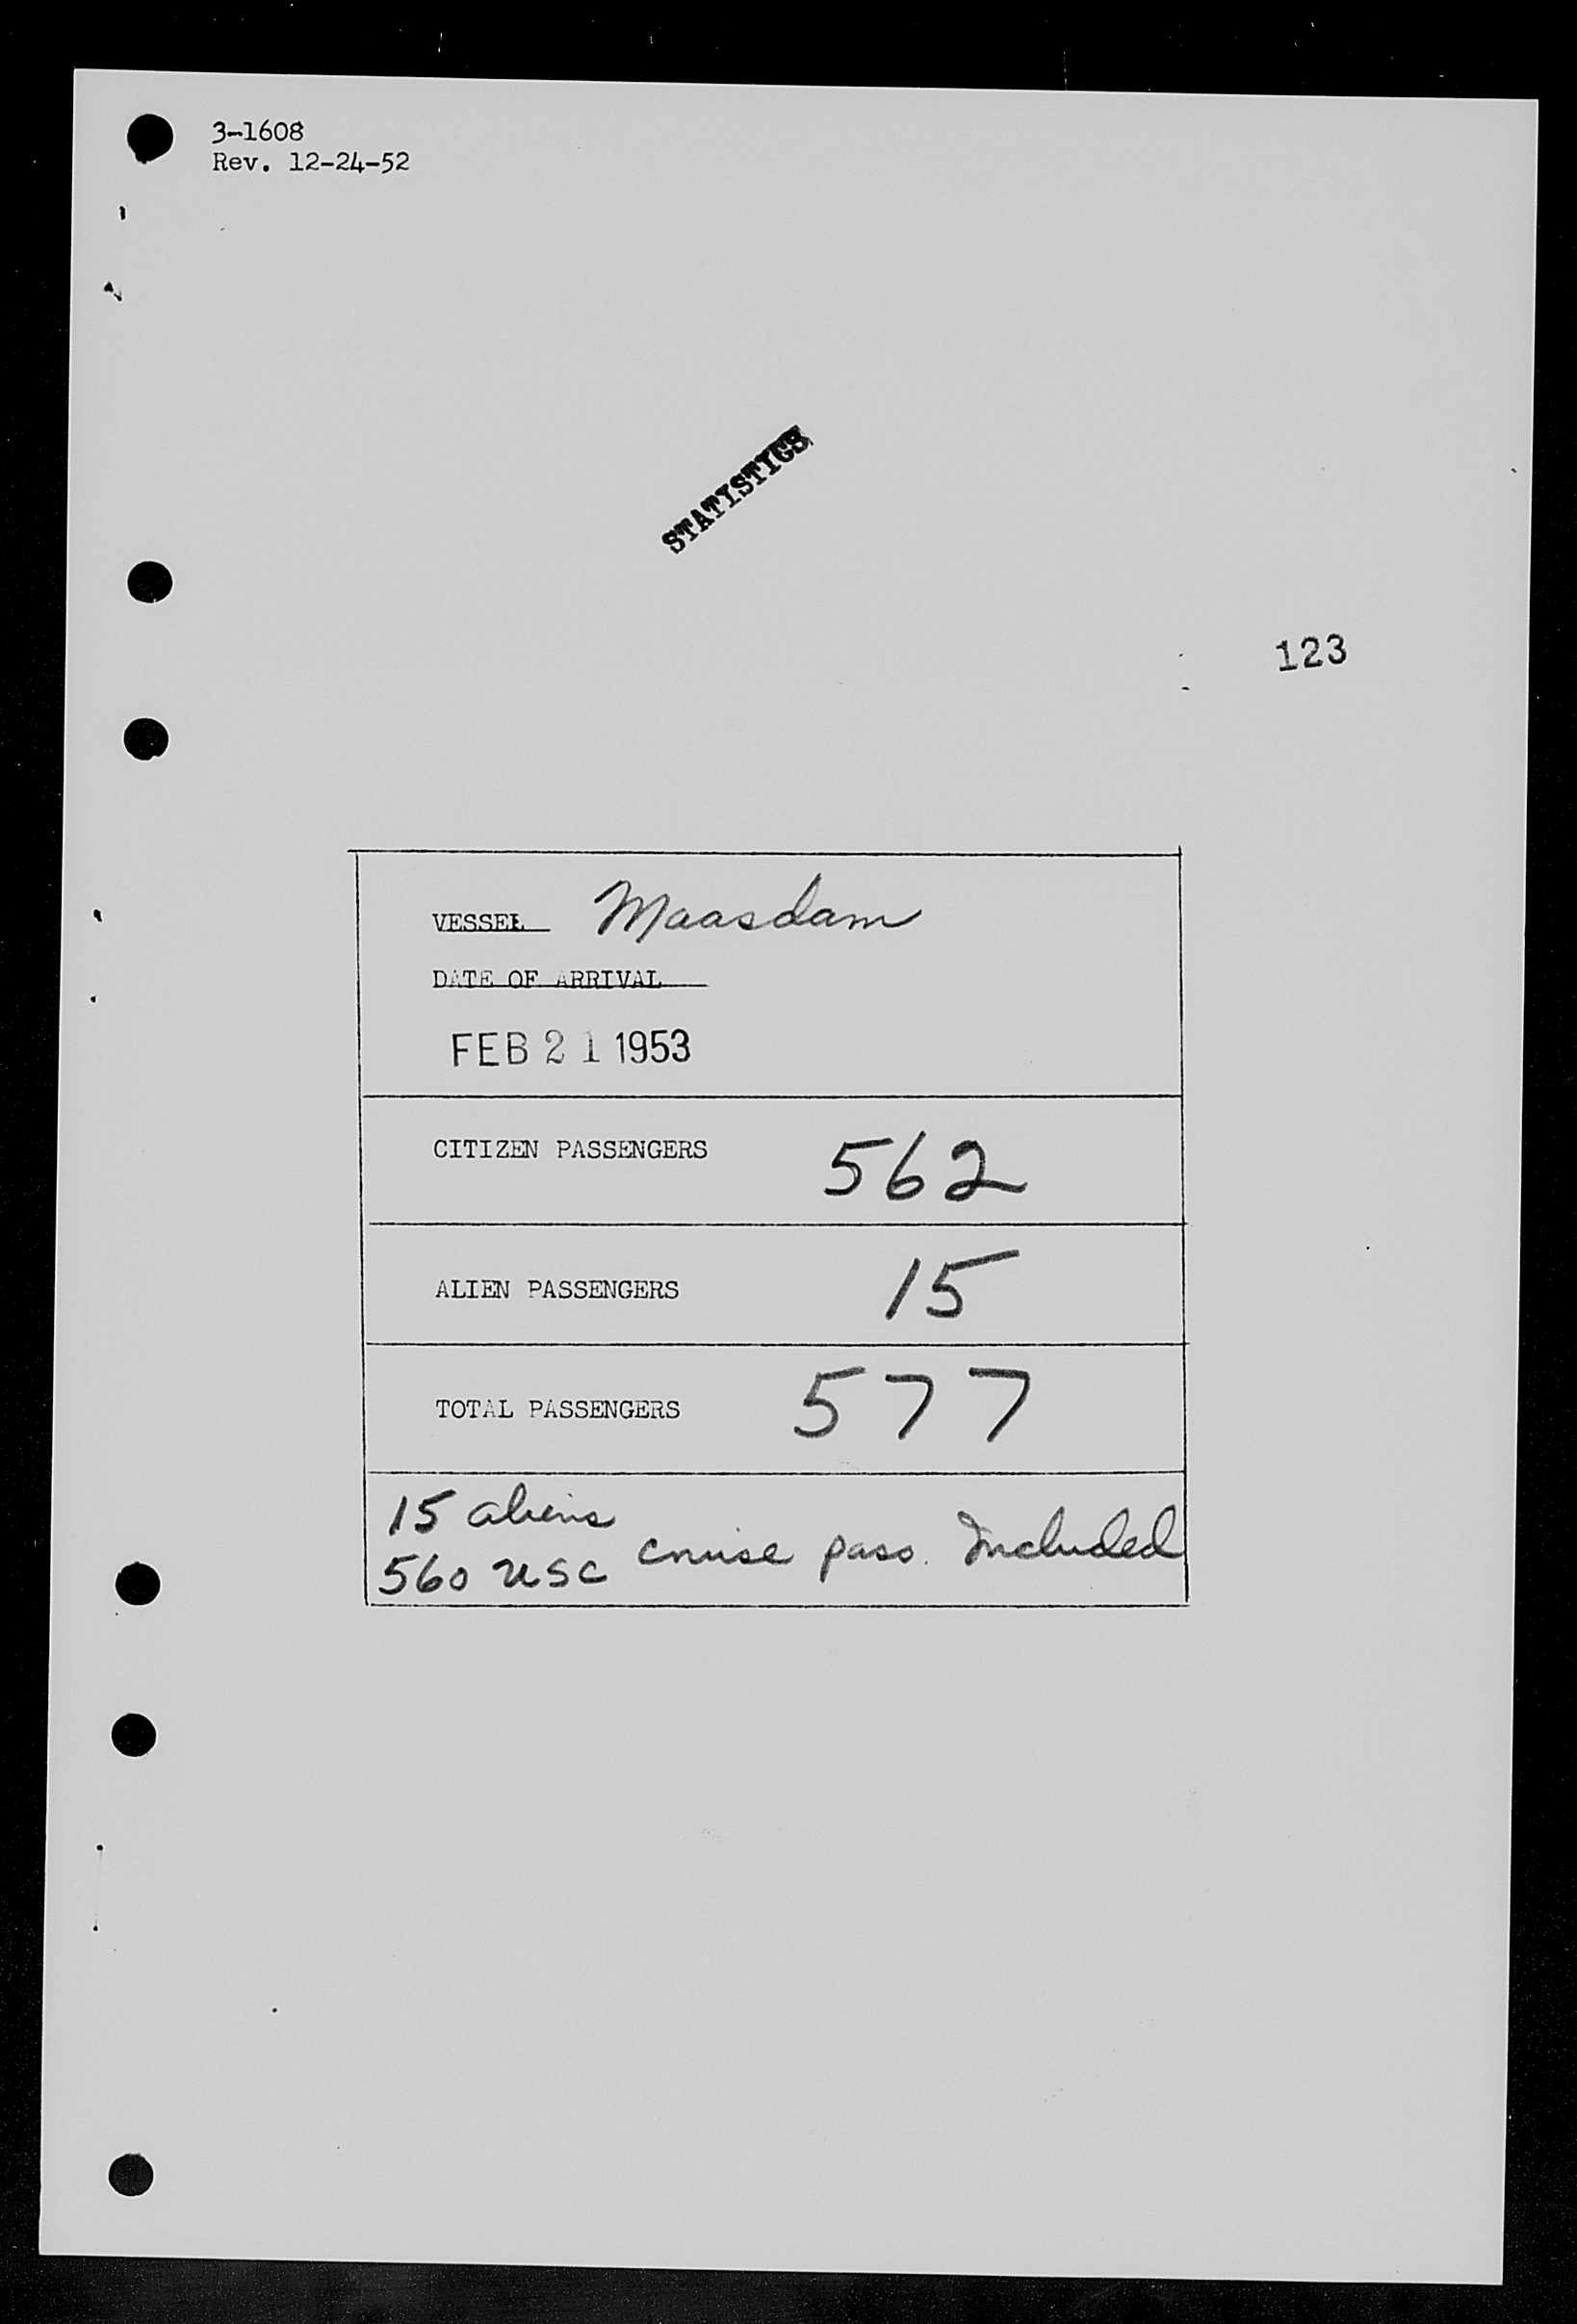 3-1608
Rev. 12-24-52
STATISTICS
123
VESSEL Maasdam
DATE OF ARRIVAL
FEB 21 1953
CITIZEN PASSENGERS 562
ALIEN PASSENGERS 15
TOTAL PASSENGERS 577
15 aliens
560 USC cruise pass. Included